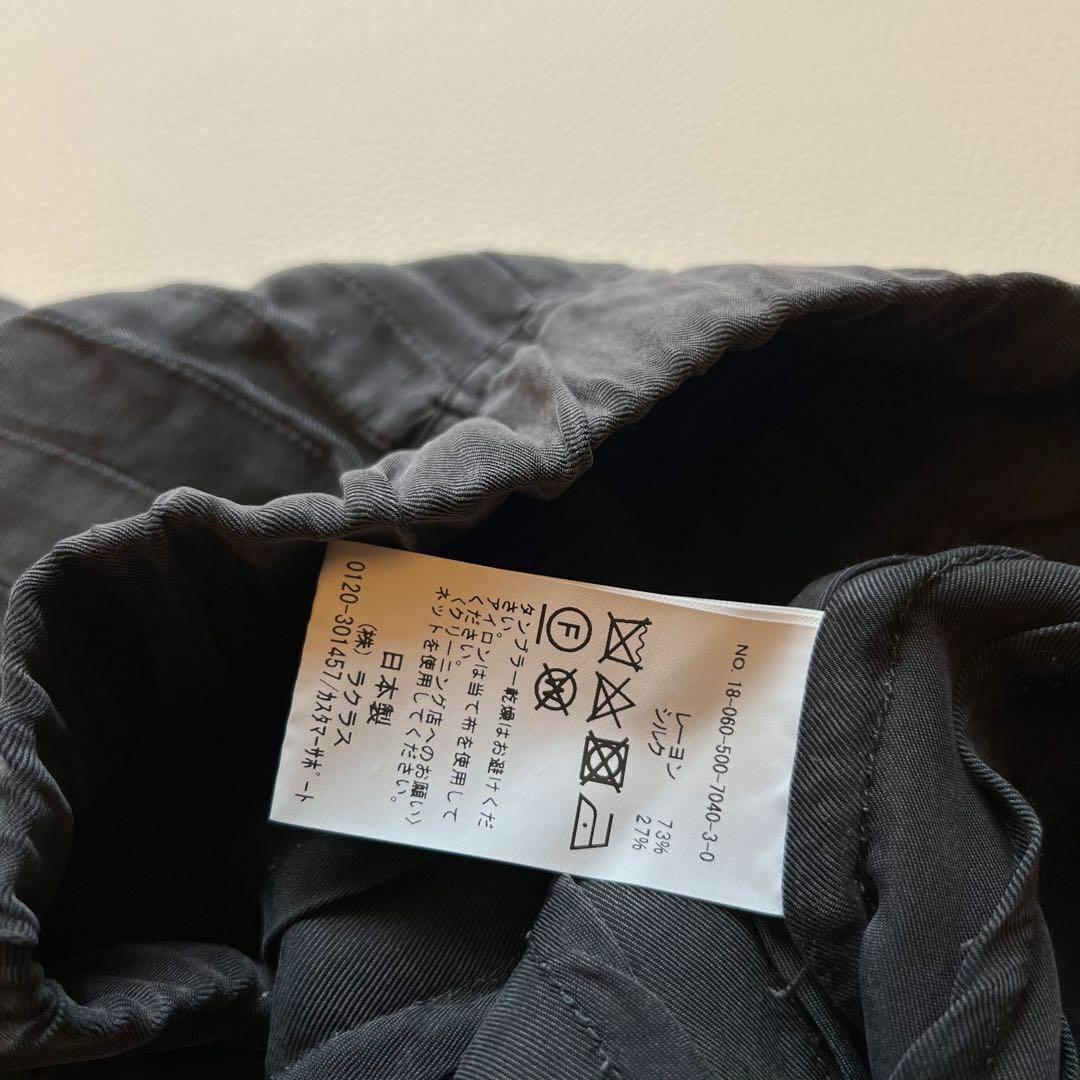 NO.18-060-500-7040-3-0
レーヨン 73%
シルク 27%
F
タンブラー乾燥はお避けくだ
さい。
アイロンは当て布を使用して
ください。
<クリーニング店へのお願い>
ネットを使用してください。
日本製
(株) ラクラス
0120-301457/カスタマーサポート